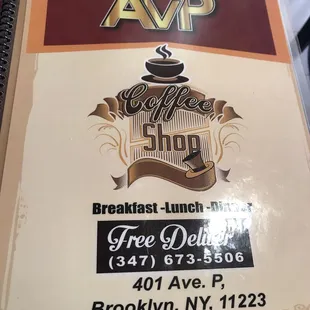 AVP
Coffee
Shop
Breakfast -Lunch -Dinner
Free Delivery
(347) 673-5506
401 Ave. P,
Brooklyn, NY, 11223